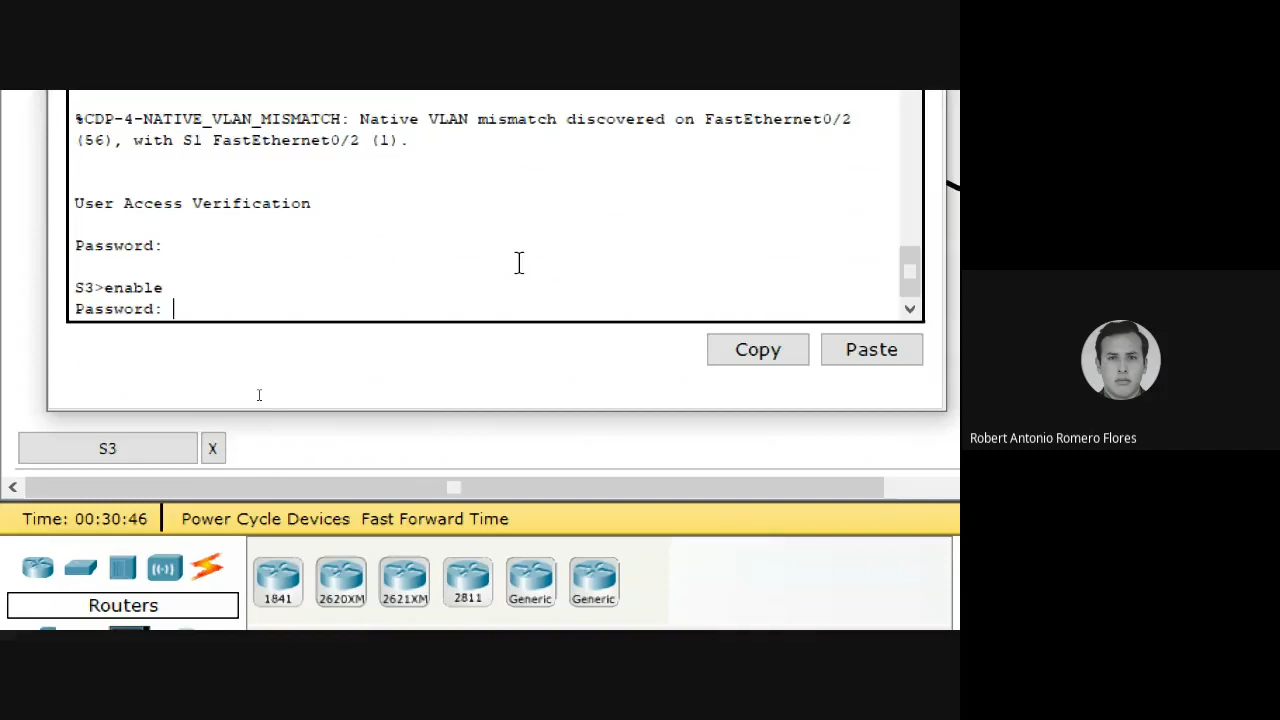 %CDP-4-NATIVE_VLAN_MISMATCH: Native VLAN mismatch discovered on FastEthernet0/2
(56), with S1 FastEthernet0/2 (1).
User Access Verification
Password:
S3>enable
Password:
Copy
Paste
S3
X
Time: 00:30:46
Power Cycle Devices Fast Forward Time
1841
2620XM
2621XM
2811
Generic
Generic
Routers
Robert Antonio Romero Flores